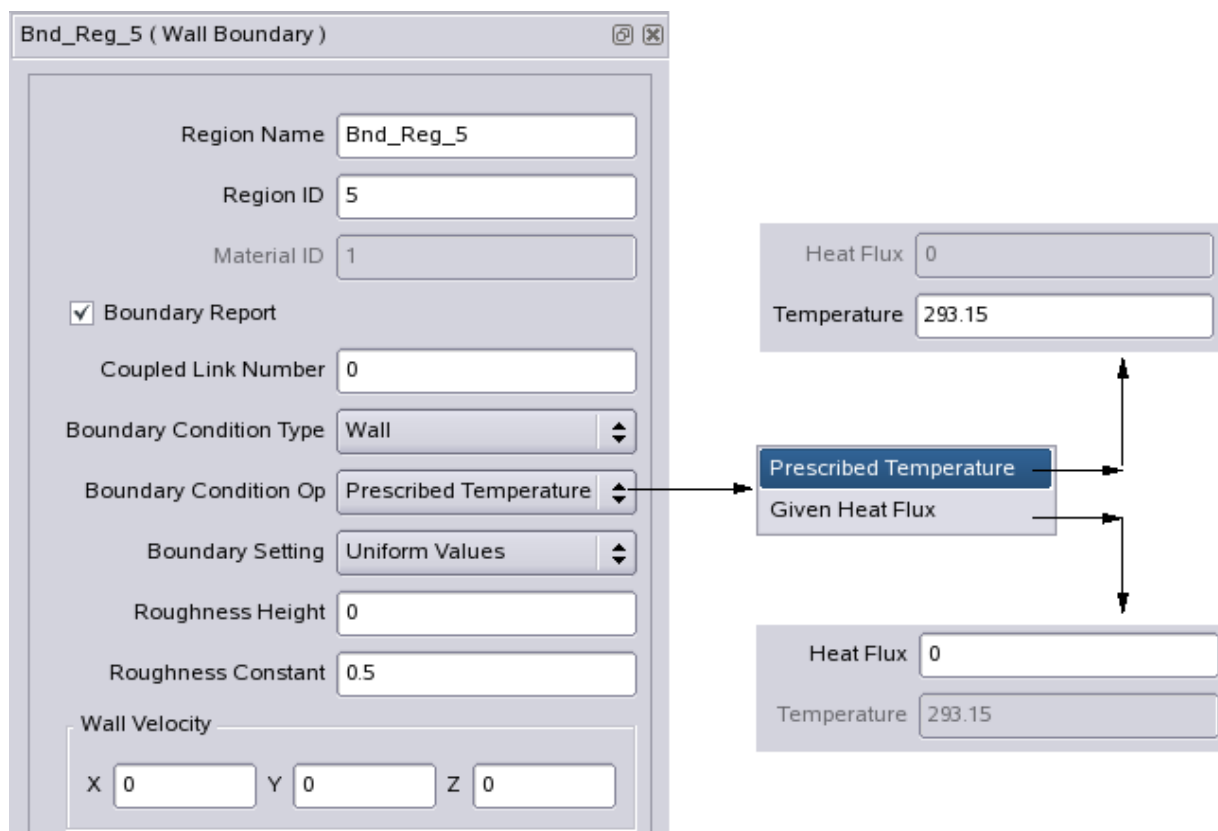 Bnd_Reg_5 ( Wall Boundary )
Region Name Bnd_Reg_5
Region ID 5
Material ID 1
Boundary Report
Coupled Link Number 0
Boundary Condition Type Wall
Boundary Condition Op Prescribed Temperature
Boundary Setting Uniform Values
Roughness Height 0
Roughness Constant 0.5
Wall Velocity
X 0 Y 0 Z 0
Heat Flux 0
Temperature 293.15
Prescribed Temperature
Given Heat Flux
Heat Flux 0
Temperature 293.15